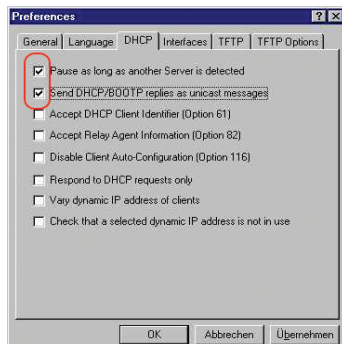 Preferences
General Language DHCP Interfaces TFTP TFTP Options
Pause as long as another Server is detected
Send DHCP/BOOTP replies as unicast messages
Accept DHCP Client Identifier (Option 61)
Accept Relay Agent Information (Option 82)
Disable Client Auto-Configuration (Option 116)
Respond to DHCP requests only
Vary dynamic IP address of clients
Check that a selected dynamic IP address is not in use
OK Abbrechen Übernehmen